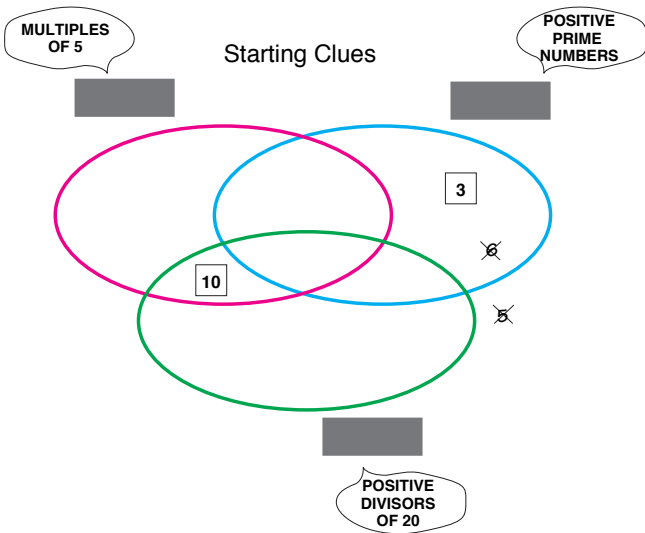 MULTIPLES
OF 5
Starting Clues
POSITIVE
PRIME
NUMBERS
3
6
10
5
POSITIVE
DIVISORS
OF 20